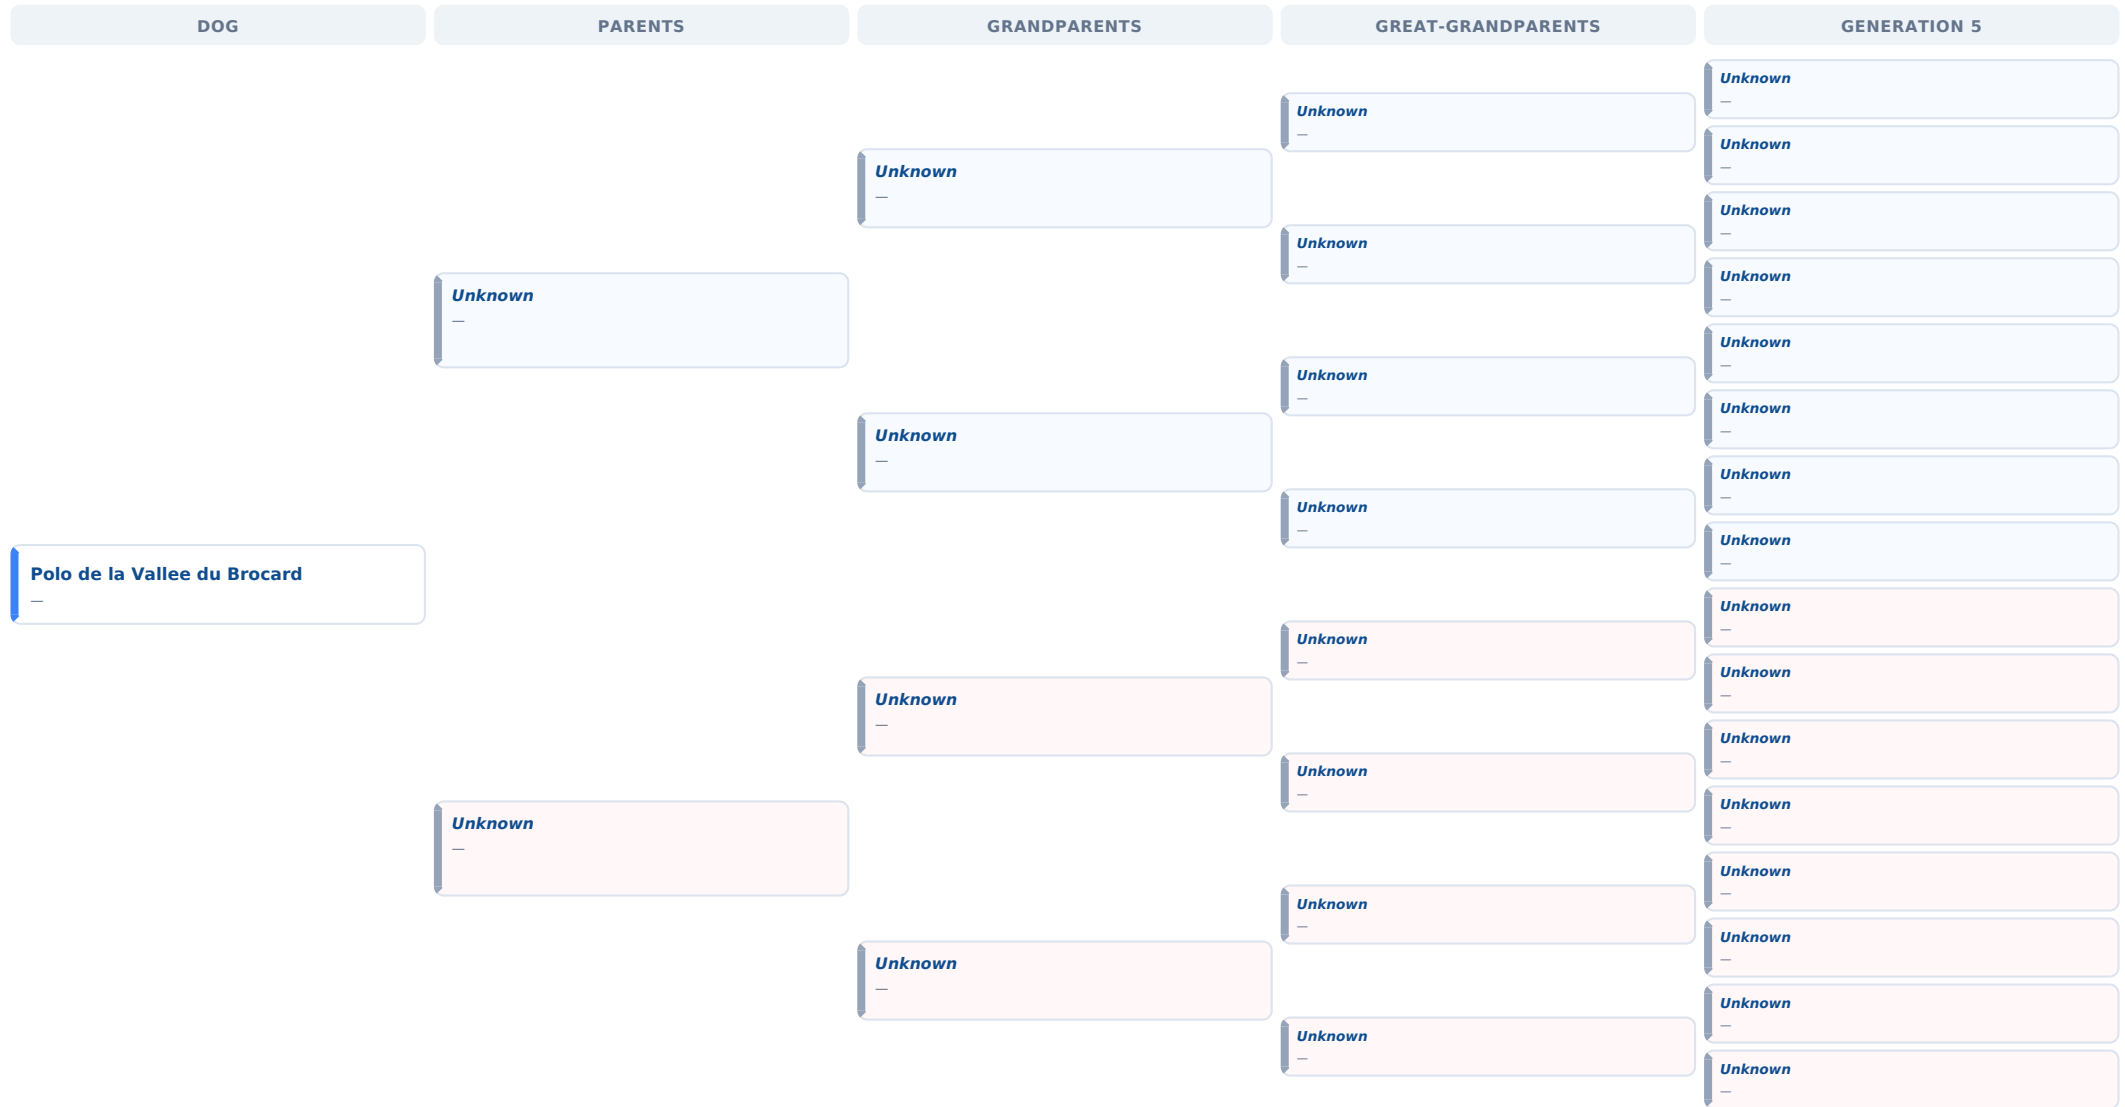 DOG
PARENTS
GRANDPARENTS
GREAT-GRANDPARENTS
GENERATION 5
Polo de la Vallee du Brocard
—
Unknown
—
Unknown
—
Unknown
—
Unknown
—
Unknown
—
Unknown
—
Unknown
—
Unknown
—
Unknown
—
Unknown
—
Unknown
—
Unknown
—
Unknown
—
Unknown
—
Unknown
—
Unknown
—
Unknown
—
Unknown
—
Unknown
—
Unknown
—
Unknown
—
Unknown
—
Unknown
—
Unknown
—
Unknown
—
Unknown
—
Unknown
—
Unknown
—
Unknown
—
Unknown
—